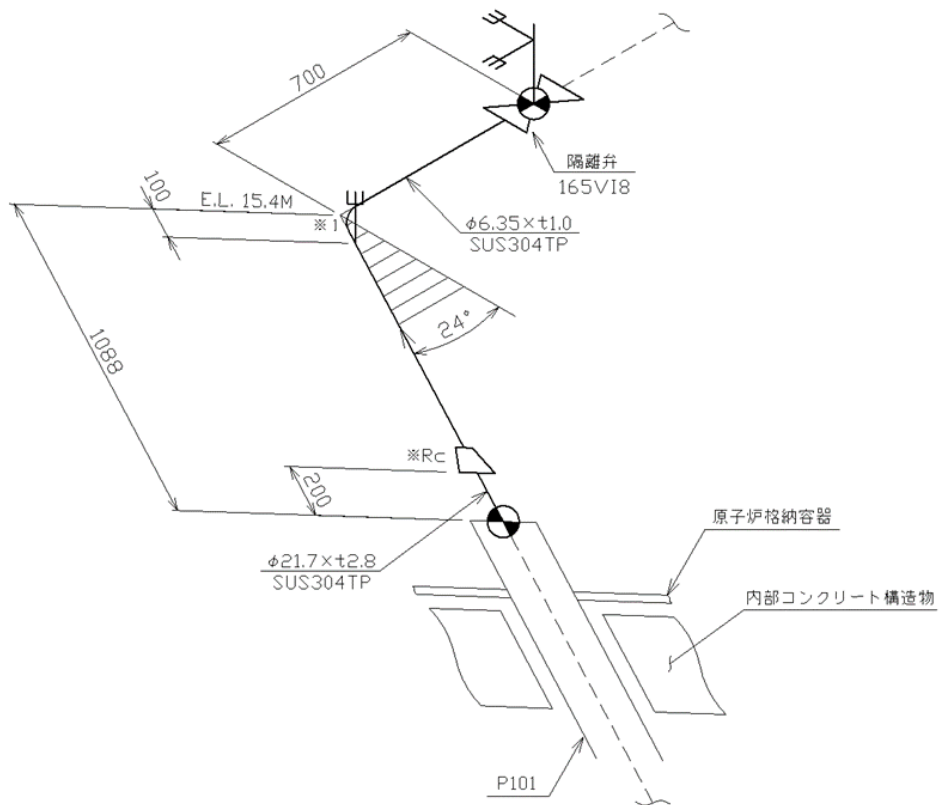 700
隔離弁
165VI8
100
E.L. 15.4M
※1
φ6.35×t1.0
SUS304TP
24°
1088
※Rc
200
φ21.7×t2.8
SUS304TP
原子炉格納容器
内部コンクリート構造物
P101